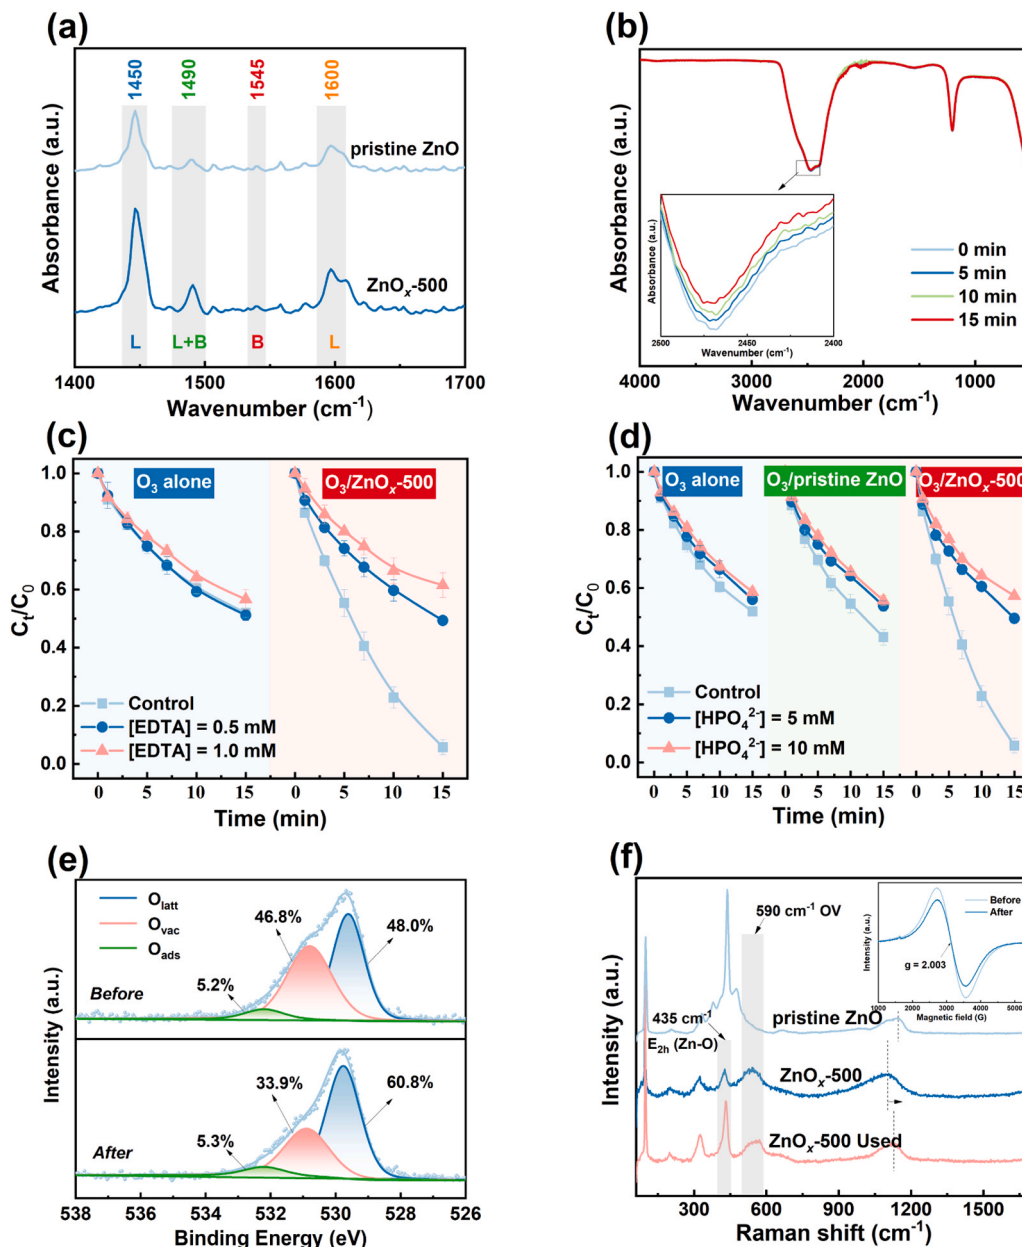 (a)
1450
1490
1545
1600
pristine ZnO
ZnOx-500
L
L+B
B
L
Absorbance (a.u.)
1400
1500
1600
1700
Wavenumber (cm-1)
(b)
Absorbance (a.u.)
Absorbance (a.u.)
2500
2450
2400
Wavenumber (cm-1)
0 min
5 min
10 min
15 min
4000
3000
2000
1000
Wavenumber (cm-1)
(c)
O3 alone
O3/ZnOx-500
Ct/C0
1.0
0.8
0.6
0.4
0.2
0.0
Control
[EDTA] = 0.5 mM
[EDTA] = 1.0 mM
0 5 10 15 0 5 10 15
Time (min)
(d)
O3 alone
O3/pristine ZnO
O3/ZnOx-500
Ct/C0
1.0
0.8
0.6
0.4
0.2
0.0
Control
[HPO42-] = 5 mM
[HPO42-] = 10 mM
0 5 10 15 0 5 10 15 0 5 10 15
Time (min)
(e)
Olatt
Ovac
Oads
46.8%
48.0%
5.2%
Before
33.9%
60.8%
5.3%
After
Intensity (a.u.)
538 536 534 532 530 528 526
Binding Energy (eV)
(f)
590 cm-1 OV
Before
After
g = 2.003
Intensity (a.u.)
1000 2000 3000 4000 5000
Magnetic field (G)
pristine ZnO
435 cm-1
E2h (Zn-O)
ZnOx-500
ZnOx-500 Used
Intensity (a.u.)
300 600 900 1200 1500
Raman shift (cm-1)